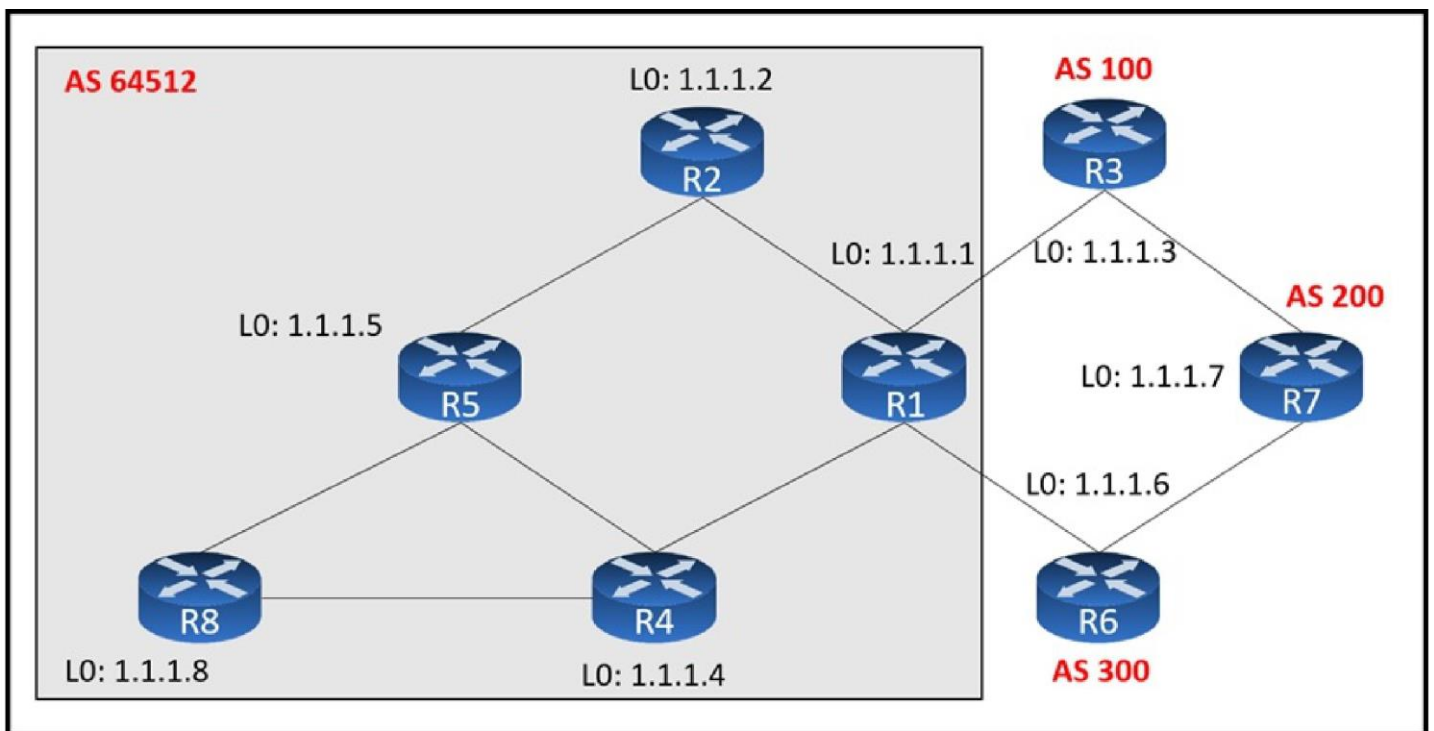 AS 64512
L0: 1.1.1.2
AS 100
R2
R3
L0: 1.1.1.1
L0: 1.1.1.3
AS 200
L0: 1.1.1.5
L0: 1.1.1.7
R5
R1
R7
L0: 1.1.1.6
R8
R4
R6
L0: 1.1.1.8
L0: 1.1.1.4
AS 300